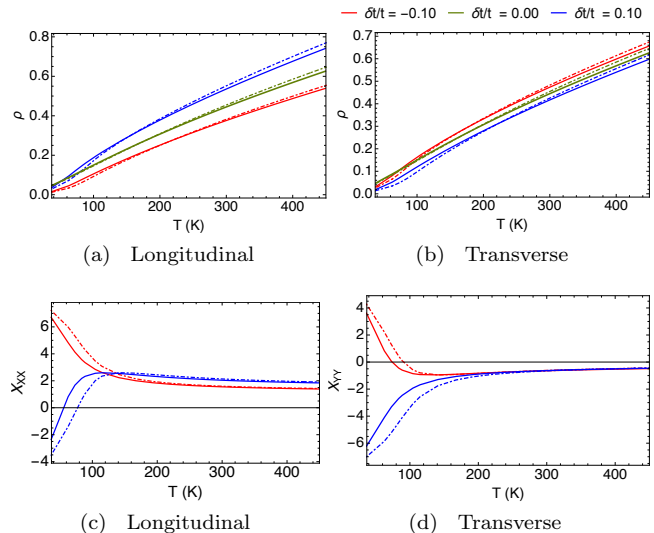 δt/t = −0.10 δt/t = 0.00 δt/t = 0.10
0.8
0.6
0.4
0.2
0.0
ρ
100 200 300 400
T (K)
(a) Longitudinal
0.7
0.6
0.5
0.4
0.3
0.2
0.1
0.0
ρ
100 200 300 400
T (K)
(b) Transverse
6
4
2
0
−2
−4
χXX
100 200 300 400
T (K)
(c) Longitudinal
4
2
0
−2
−4
−6
χYY
100 200 300 400
T (K)
(d) Transverse